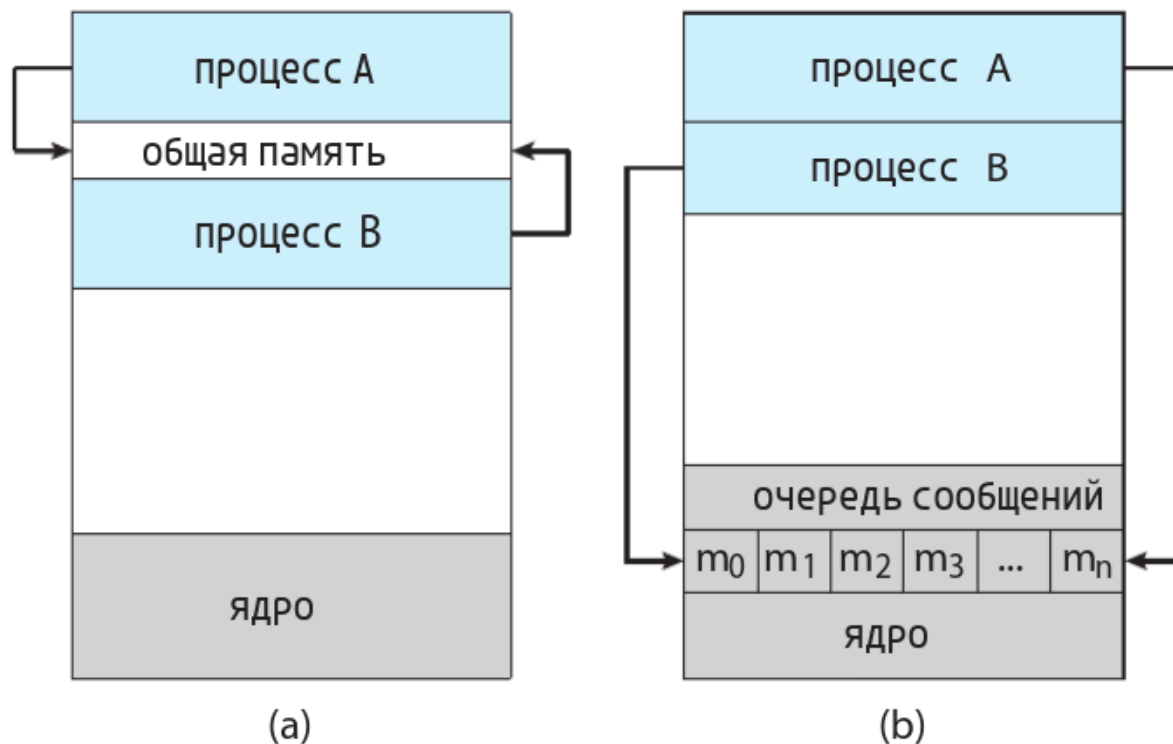 процесс A
общая память
процесс B
ядро
(a)
процесс A
процесс B
очередь сообщений
m0 m1 m2 m3 ... mn
ядро
(b)